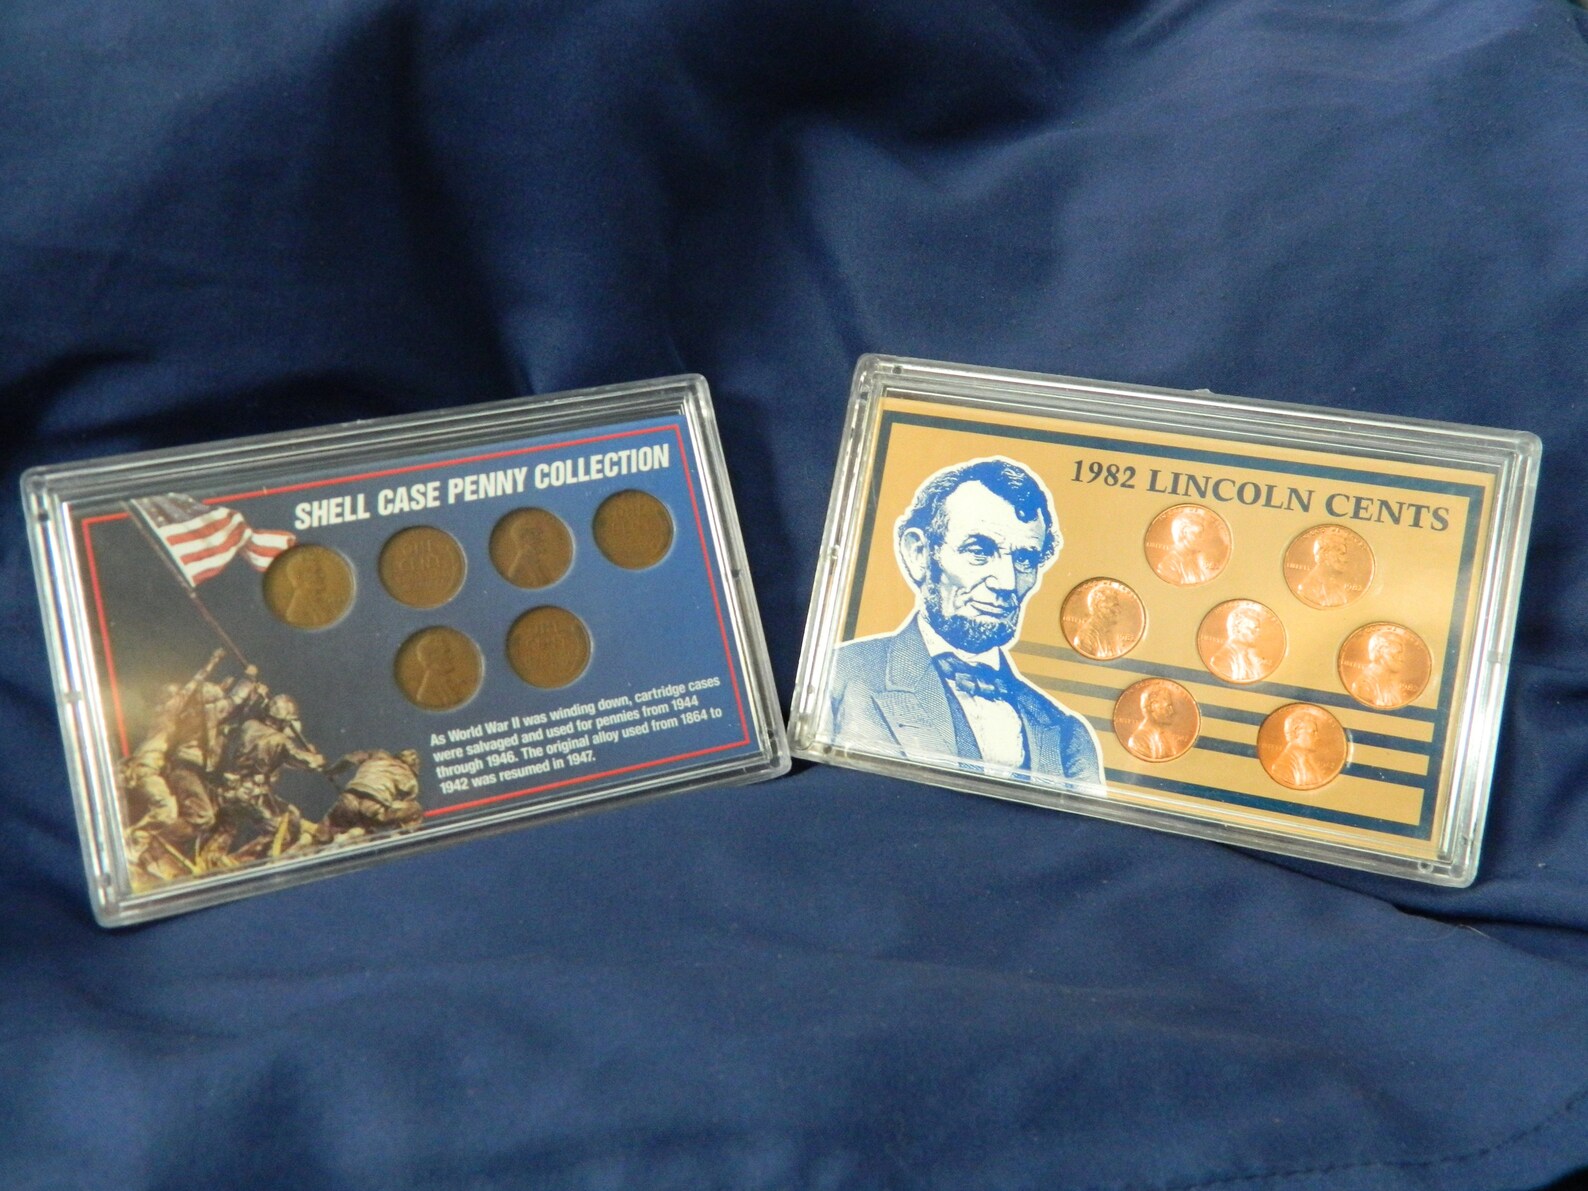 SHELL CASE PENNY COLLECTION
As World War II was winding down, cartridge cases
were salvaged and used for pennies from 1944
through 1946. The original alloy used from 1864 to
1942 was resumed in 1947.
1982 LINCOLN CENTS